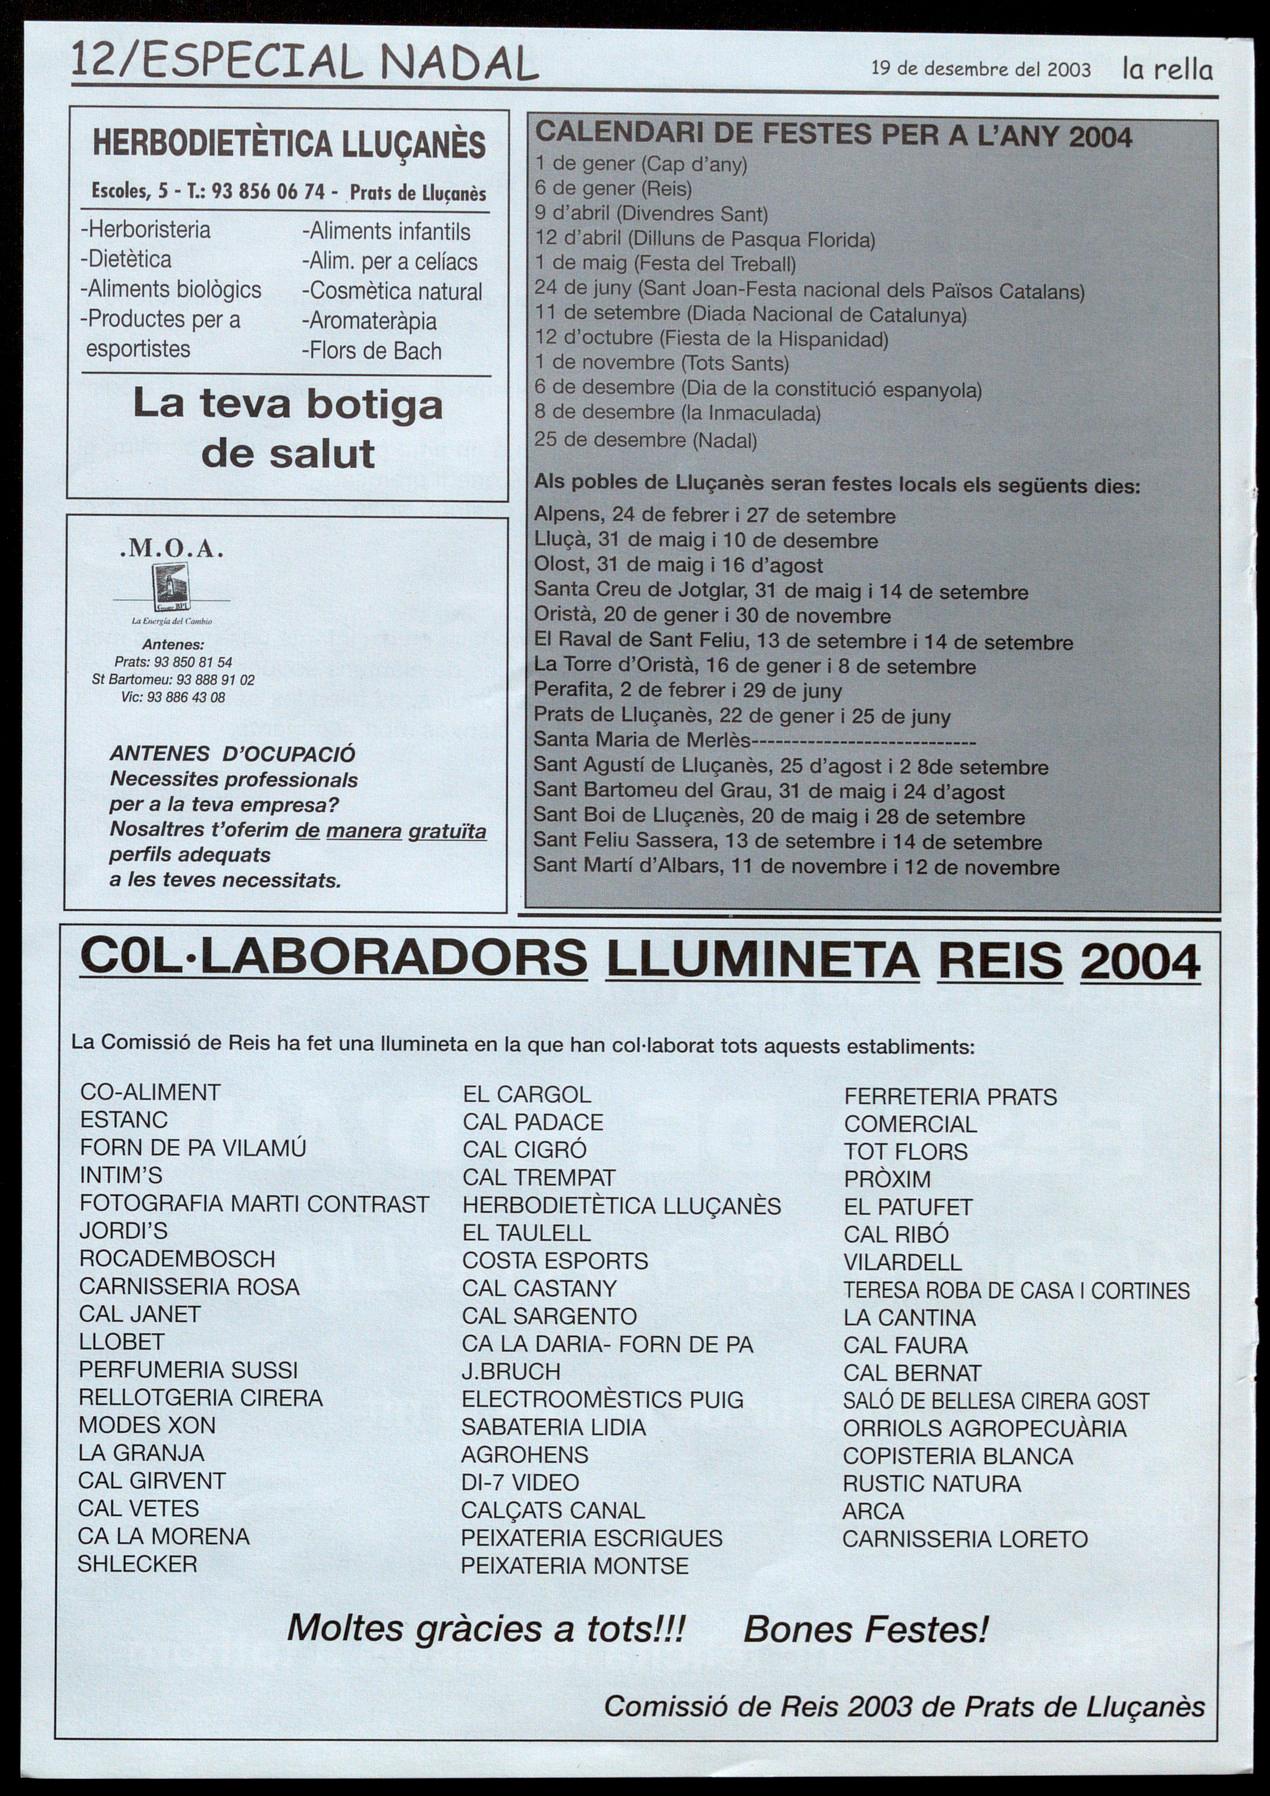 12/ESPECIAL NADAL
19 de desembre del 2003 la rella
HERBODIETÈTICA LLUÇANÈS
Escoles, 5 - T.: 93 856 06 74 - Prats de Lluçanès
-Herboristeria
-Dietètica
-Aliments biològics
-Productes per a
esportistes
-Aliments infantils
-Alim. per a celíacs
-Cosmètica natural
-Aromateràpia
-Flors de Bach
La teva botiga
de salut
.M.O.A.
Grupo BPI
La Energía del Cambio
Antenes:
Prats: 93 850 81 54
St Bartomeu: 93 888 91 02
Vic: 93 886 43 08
ANTENES D'OCUPACIÓ
Necessites professionals
per a la teva empresa?
Nosaltres t'oferim de manera gratuïta
perfils adequats
a les teves necessitats.
CALENDARI DE FESTES PER A L'ANY 2004
1 de gener (Cap d'any)
6 de gener (Reis)
9 d'abril (Divendres Sant)
12 d'abril (Dilluns de Pasqua Florida)
1 de maig (Festa del Treball)
24 de juny (Sant Joan-Festa nacional dels Països Catalans)
11 de setembre (Diada Nacional de Catalunya)
12 d'octubre (Fiesta de la Hispanidad)
1 de novembre (Tots Sants)
6 de desembre (Dia de la constitució espanyola)
8 de desembre (la Inmaculada)
25 de desembre (Nadal)
Als pobles de Lluçanès seran festes locals els següents dies:
Alpens, 24 de febrer i 27 de setembre
Lluçà, 31 de maig i 10 de desembre
Olost, 31 de maig i 16 d'agost
Santa Creu de Jotglar, 31 de maig i 14 de setembre
Oristà, 20 de gener i 30 de novembre
El Raval de Sant Feliu, 13 de setembre i 14 de setembre
La Torre d'Oristà, 16 de gener i 8 de setembre
Perafita, 2 de febrer i 29 de juny
Prats de Lluçanès, 22 de gener i 25 de juny
Santa Maria de Merlès----------------------------
Sant Agustí de Lluçanès, 25 d'agost i 2 8de setembre
Sant Bartomeu del Grau, 31 de maig i 24 d'agost
Sant Boi de Lluçanès, 20 de maig i 28 de setembre
Sant Feliu Sassera, 13 de setembre i 14 de setembre
Sant Martí d'Albars, 11 de novembre i 12 de novembre
C0L·LABORADORS LLUMINETA REIS 2004
La Comissió de Reis ha fet una llumineta en la que han col·laborat tots aquests establiments:
CO-ALIMENT
ESTANC
FORN DE PA VILAMÚ
INTIM'S
FOTOGRAFIA MARTI CONTRAST
JORDI'S
ROCADEMBOSCH
CARNISSERIA ROSA
CAL JANET
LLOBET
PERFUMERIA SUSSI
RELLOTGERIA CIRERA
MODES XON
LA GRANJA
CAL GIRVENT
CAL VETES
CA LA MORENA
SHLECKER
EL CARGOL
CAL PADACE
CAL CIGRÓ
CAL TREMPAT
HERBODIETÈTICA LLUÇANÈS
EL TAULELL
COSTA ESPORTS
CAL CASTANY
CAL SARGENTO
CA LA DARIA- FORN DE PA
J.BRUCH
ELECTROOMÈSTICS PUIG
SABATERIA LIDIA
AGROHENS
DI-7 VIDEO
CALÇATS CANAL
PEIXATERIA ESCRIGUES
PEIXATERIA MONTSE
FERRETERIA PRATS
COMERCIAL
TOT FLORS
PRÒXIM
EL PATUFET
CAL RIBÓ
VILARDELL
TERESA ROBA DE CASA I CORTINES
LA CANTINA
CAL FAURA
CAL BERNAT
SALÓ DE BELLESA CIRERA GOST
ORRIOLS AGROPECUÀRIA
COPISTERIA BLANCA
RUSTIC NATURA
ARCA
CARNISSERIA LORETO
Moltes gràcies a tots!!! Bones Festes!
Comissió de Reis 2003 de Prats de Lluçanès